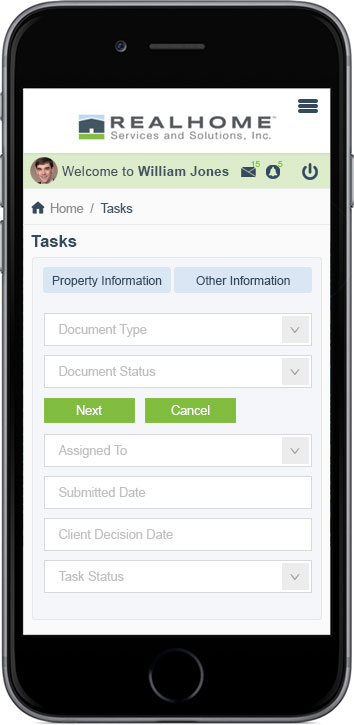 REALHOME™
Services and Solutions, Inc.
Welcome to William Jones 15 5
Home / Tasks
Tasks
Property Information Other Information
Document Type
Document Status
Next Cancel
Assigned To
Submitted Date
Client Decision Date
Task Status